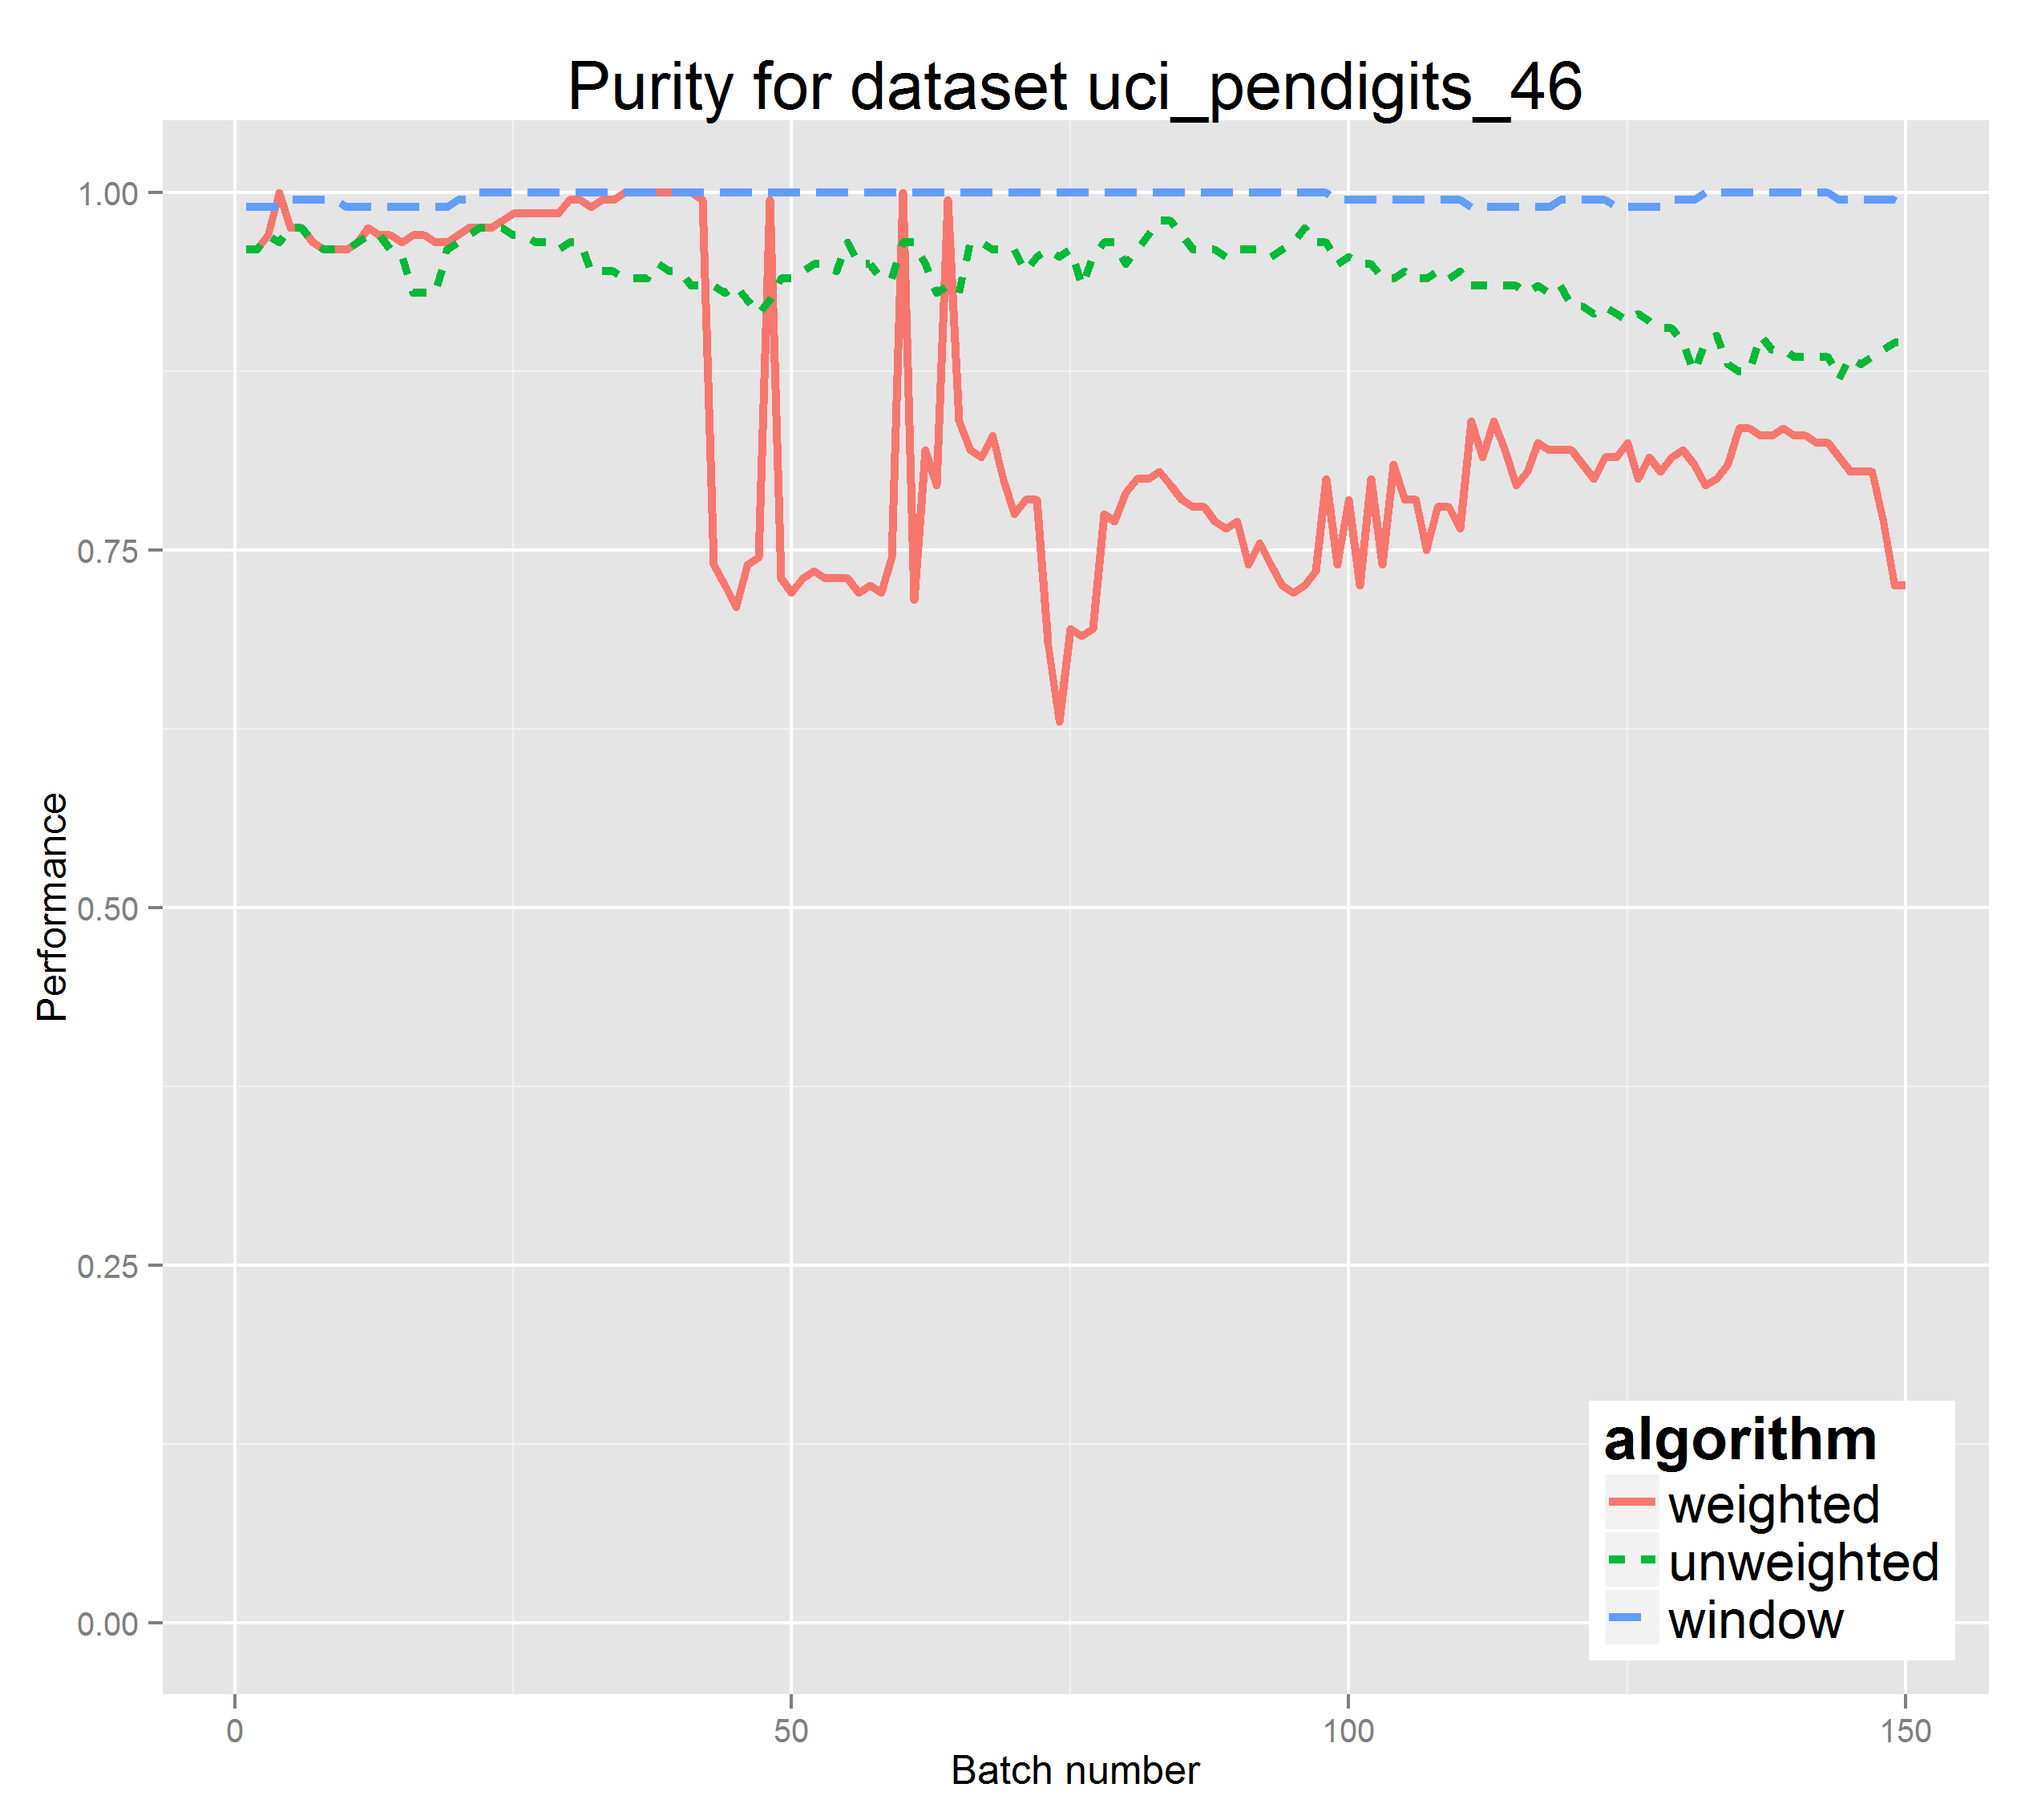 Purity for dataset uci_pendigits_46
1.00
0.75
0.50
0.25
0.00
Performance
0
50
100
150
Batch number
algorithm
weighted
unweighted
window